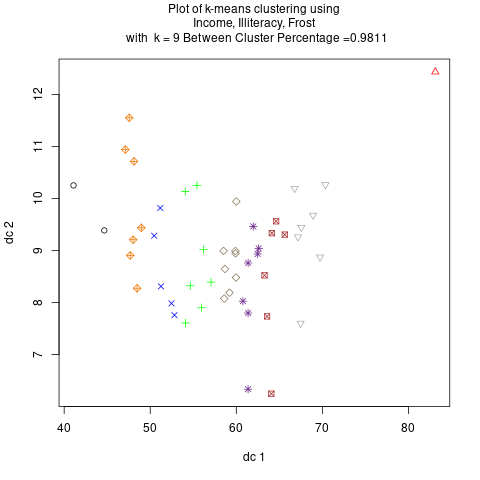 Plot of k-means clustering using
Income, Illiteracy, Frost
with  k = 9 Between Cluster Percentage =0.9811
dc 2
12
11
10
9
8
7
40
50
60
70
80
dc 1